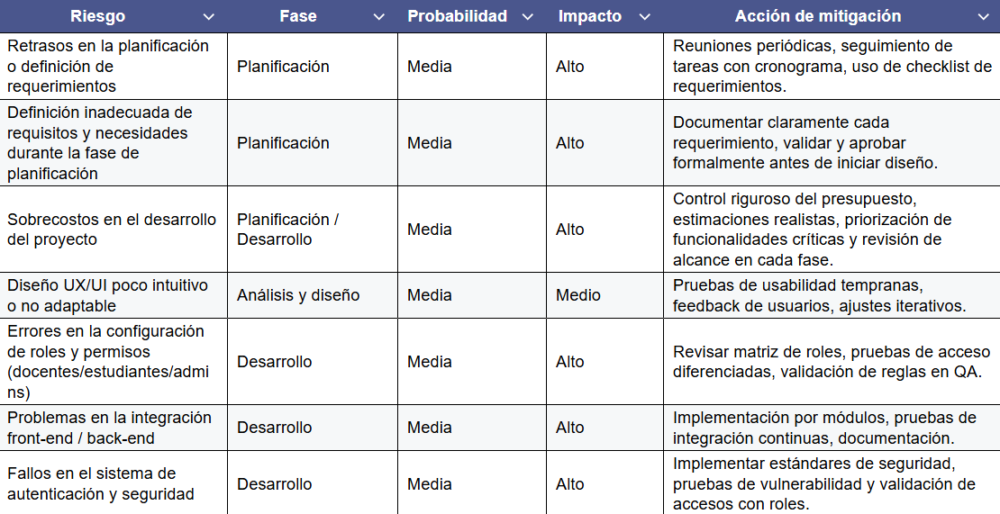 Riesgo Fase Probabilidad Impacto Acción de mitigación
Retrasos en la planificación
o definición de
requerimientos
Planificación
Media
Alto
Reuniones periódicas, seguimiento de
tareas con cronograma, uso de checklist de
requerimientos.
Definición inadecuada de
requisitos y necesidades
durante la fase de
planificación
Planificación
Media
Alto
Documentar claramente cada
requerimiento, validar y aprobar
formalmente antes de iniciar diseño.
Sobrecostos en el desarrollo
del proyecto
Planificación /
Desarrollo
Media
Alto
Control riguroso del presupuesto,
estimaciones realistas, priorización de
funcionalidades críticas y revisión de
alcance en cada fase.
Diseño UX/UI poco intuitivo
o no adaptable
Análisis y diseño
Media
Medio
Pruebas de usabilidad tempranas,
feedback de usuarios, ajustes iterativos.
Errores en la configuración
de roles y permisos
(docentes/estudiantes/admi
ns)
Desarrollo
Media
Alto
Revisar matriz de roles, pruebas de acceso
diferenciadas, validación de reglas en QA.
Problemas en la integración
front-end / back-end
Desarrollo
Media
Alto
Implementación por módulos, pruebas de
integración continuas, documentación.
Fallos en el sistema de
autenticación y seguridad
Desarrollo
Media
Alto
Implementar estándares de seguridad,
pruebas de vulnerabilidad y validación de
accesos con roles.